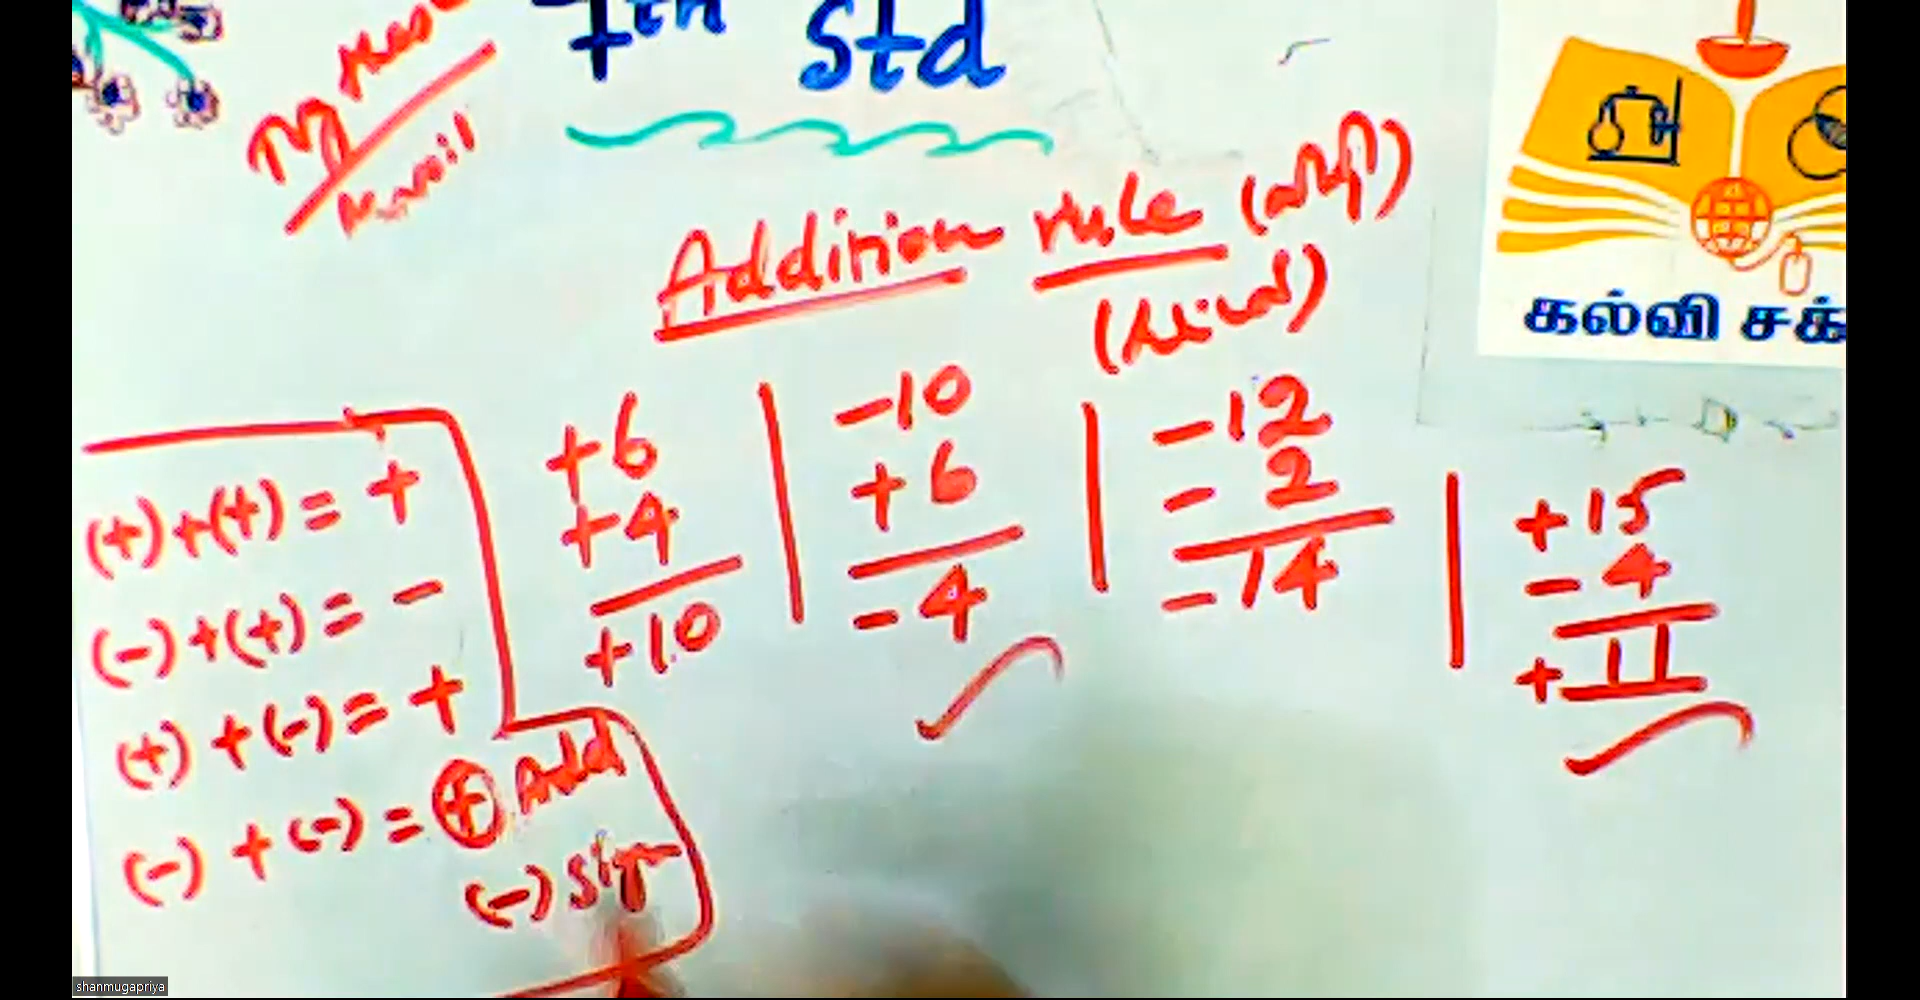 7th Std
Addition rule
(+)+(+) = +
(-)+(+) = -
(+)+(-) = +
(-)+(-) = + Add
(-) Sign
+6
+4
+10
-10
+6
-4
-12
- 2
-14
+15
- 4
+11
கல்வி சக்
shanmugapriya